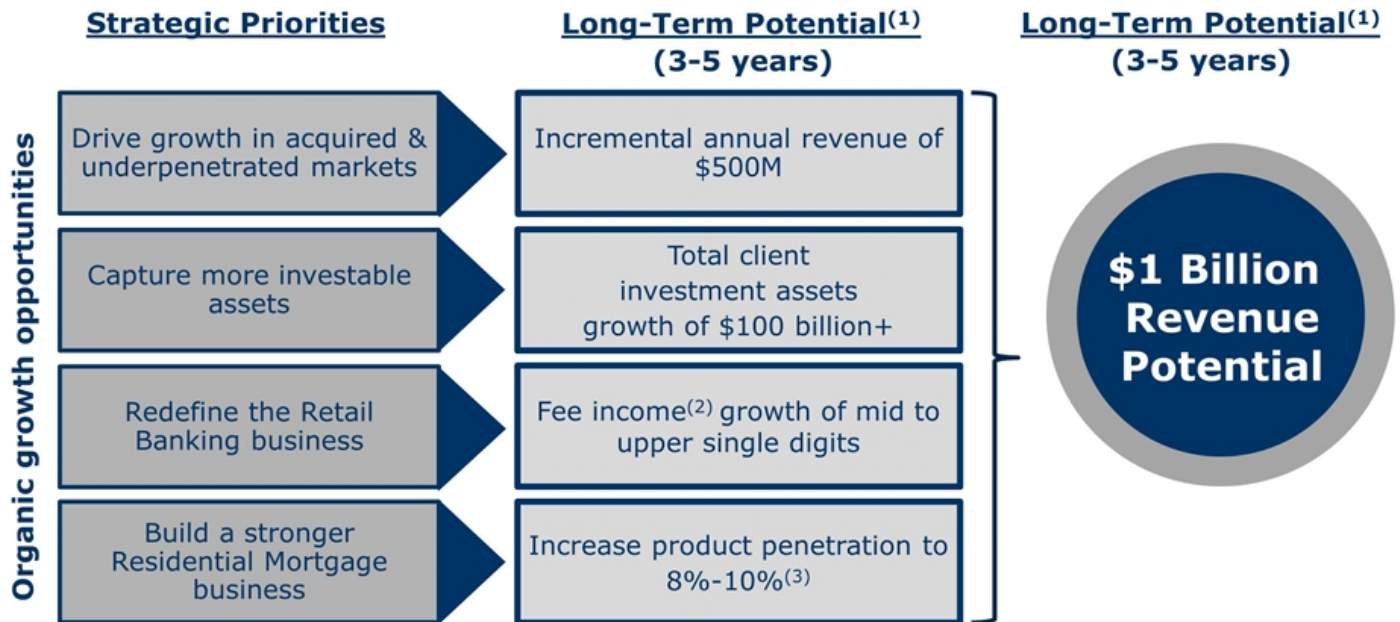 Strategic Priorities
Long-Term Potential(1)
(3-5 years)
Long-Term Potential(1)
(3-5 years)
Organic growth opportunities
Drive growth in acquired &
underpenetrated markets
Incremental annual revenue of
$500M
Capture more investable
assets
Total client
investment assets
growth of $100 billion+
Redefine the Retail
Banking business
Fee income(2) growth of mid to
upper single digits
Build a stronger
Residential Mortgage
business
Increase product penetration to
8%-10%(3)
$1 Billion
Revenue
Potential